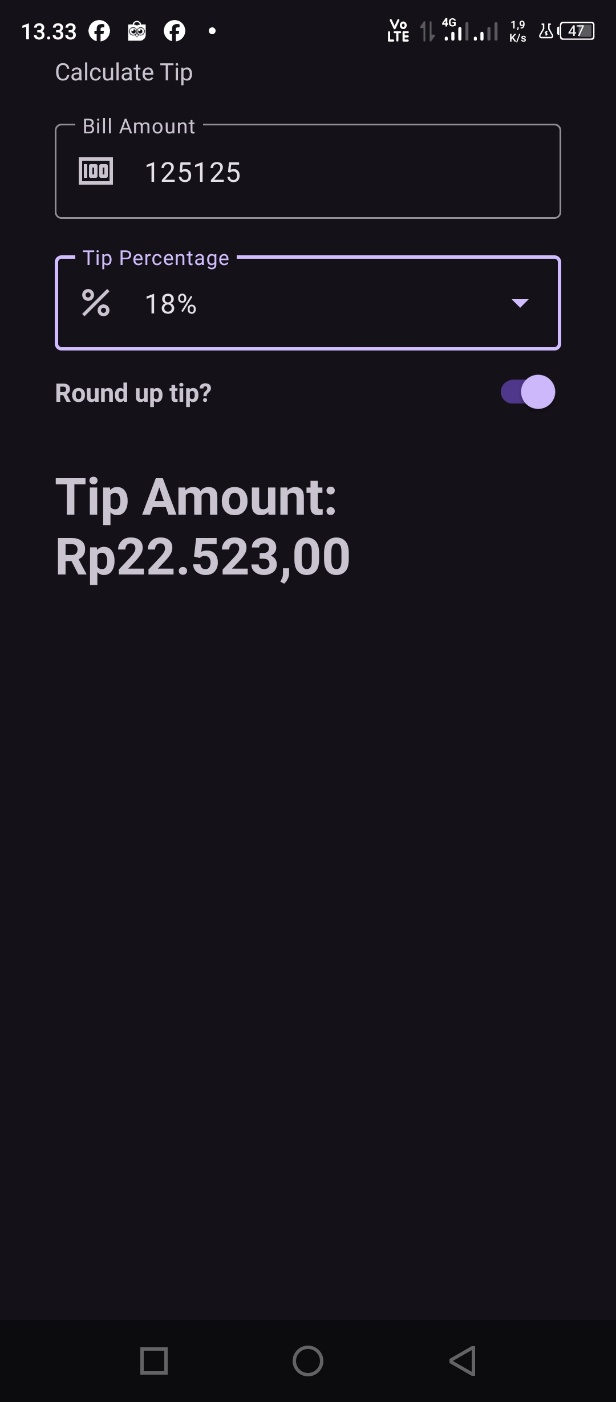 13.33
Vo
LTE
4G
1,9
K/s
47
Calculate Tip
Bill Amount
100
125125
Tip Percentage
%
18%
Round up tip?
Tip Amount:
Rp22.523,00